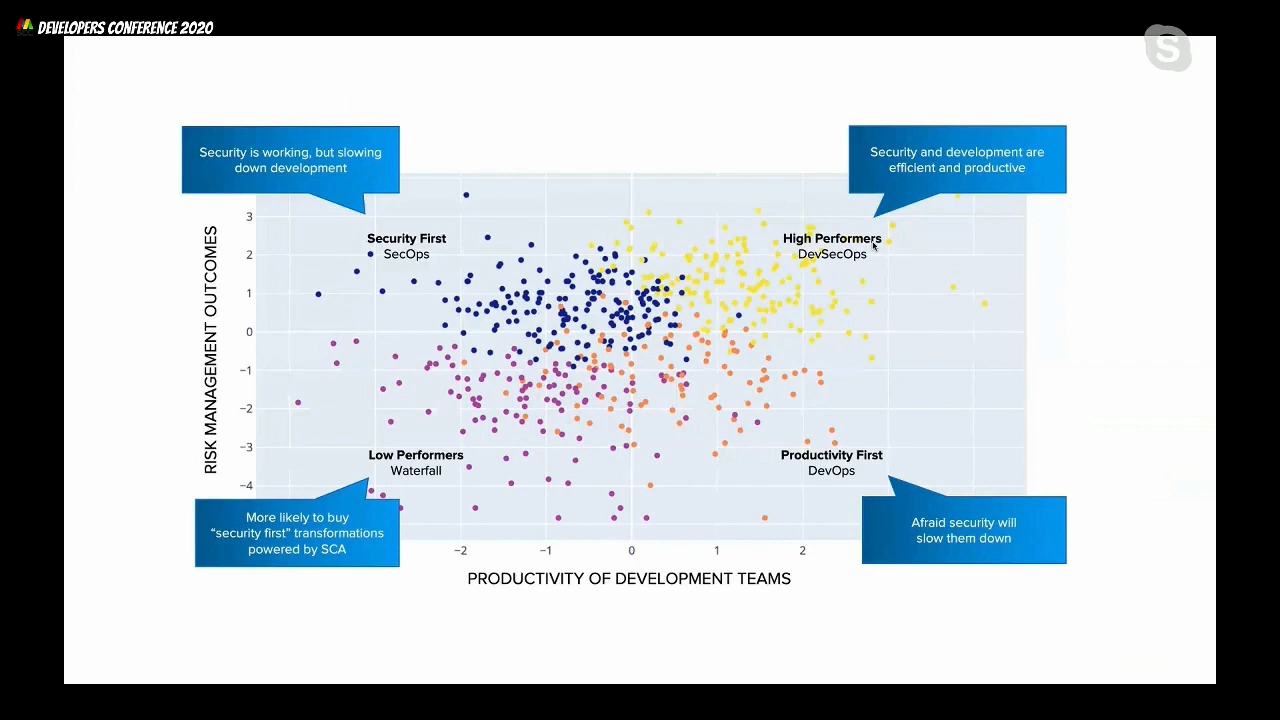 DEVELOPERS CONFERENCE 2020
S
Security is working, but slowing
down development
Security and development are
efficient and productive
RISK MANAGEMENT OUTCOMES
3
2
1
0
−1
−2
−3
−4
Security First
SecOps
High Performers
DevSecOps
Low Performers
Waterfall
Productivity First
DevOps
More likely to buy
“security first” transformations
powered by SCA
Afraid security will
slow them down
−2
−1
0
1
2
PRODUCTIVITY OF DEVELOPMENT TEAMS